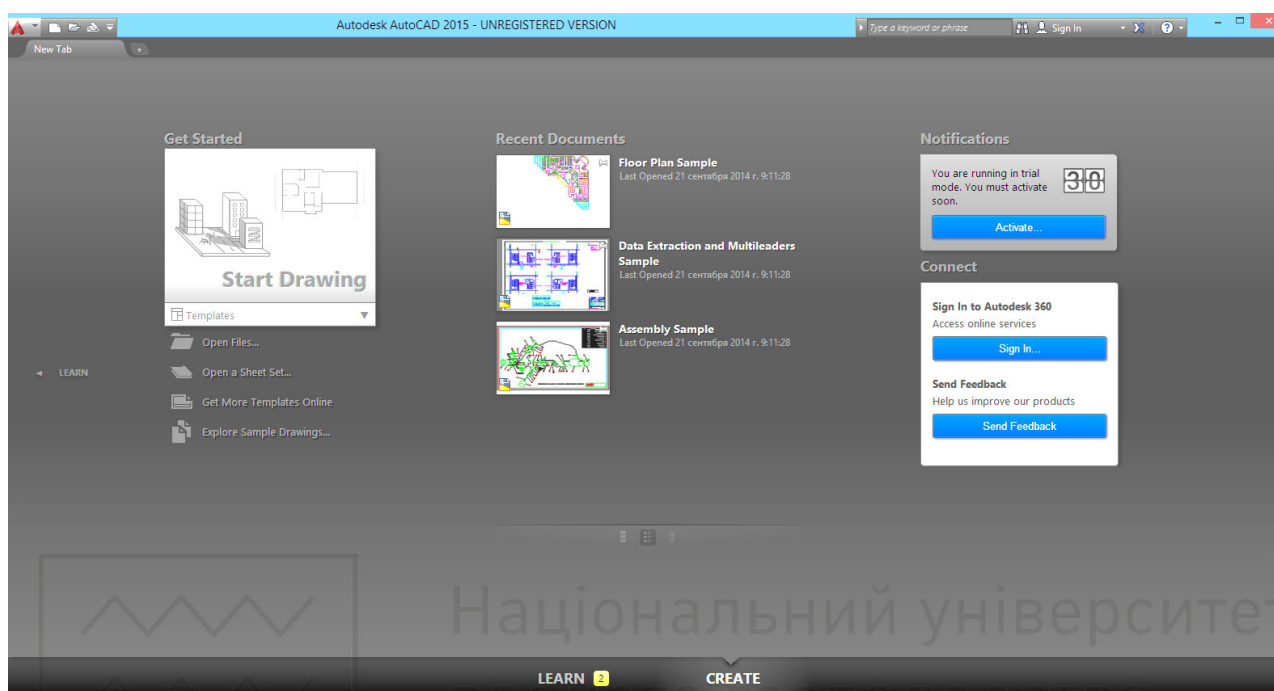 Autodesk AutoCAD 2015 - UNREGISTERED VERSION
Type a keyword or phrase
Sign In
New Tab
Get Started
Start Drawing
Templates
Open Files...
Open a Sheet Set...
Get More Templates Online
Explore Sample Drawings...
LEARN
Recent Documents
Floor Plan Sample
Last Opened 21 сентября 2014 г. 9:11:28
Data Extraction and Multileaders
Sample
Last Opened 21 сентября 2014 г. 9:11:28
Assembly Sample
Last Opened 21 сентября 2014 г. 9:11:28
Notifications
You are running in trial
mode. You must activate
soon.
30
Activate...
Connect
Sign In to Autodesk 360
Access online services
Sign In...
Send Feedback
Help us improve our products
Send Feedback
Національний університет
LEARN 2
CREATE